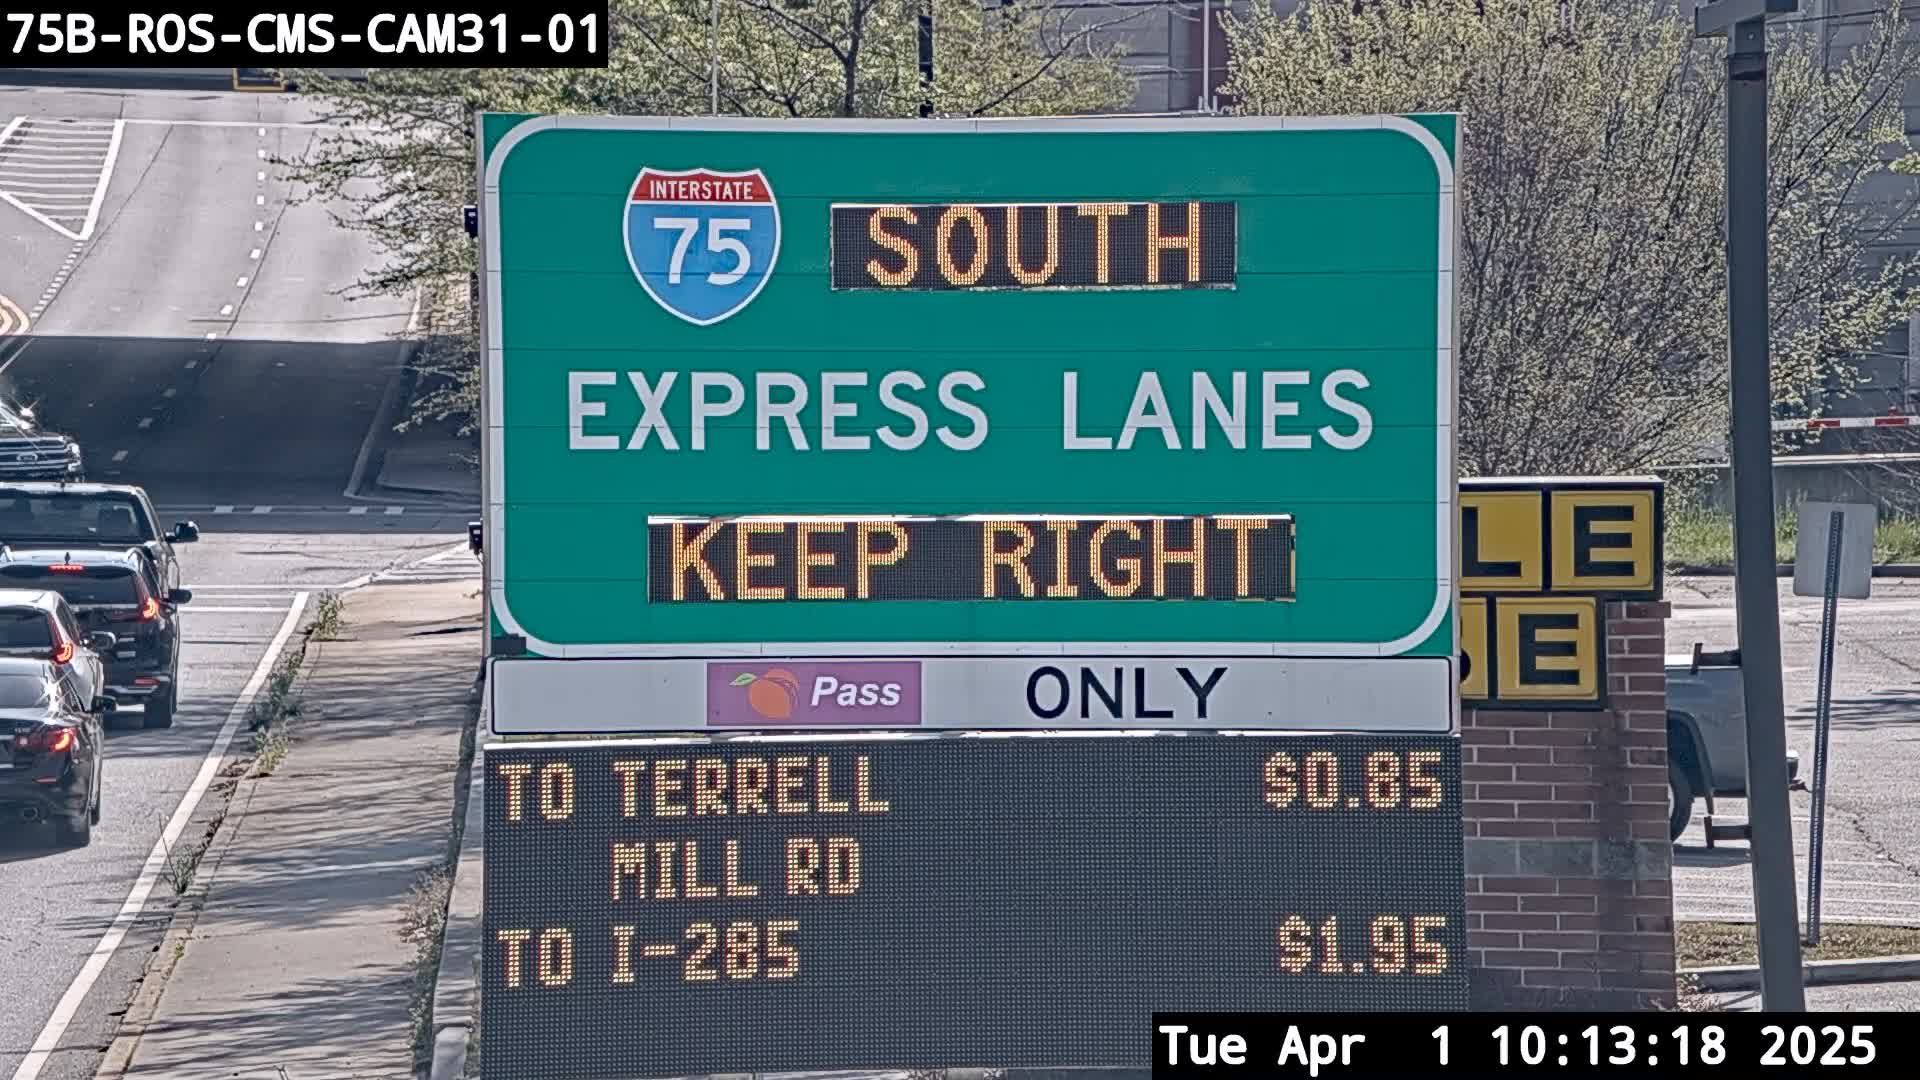 75B-ROS-CMS-CAM31-01
INTERSTATE
75
SOUTH
EXPRESS LANES
KEEP RIGHT
LE
E
Pass ONLY
TO TERRELL $0.85
MILL RD
TO I-285 $1.95
Tue Apr 1 10:13:18 2025